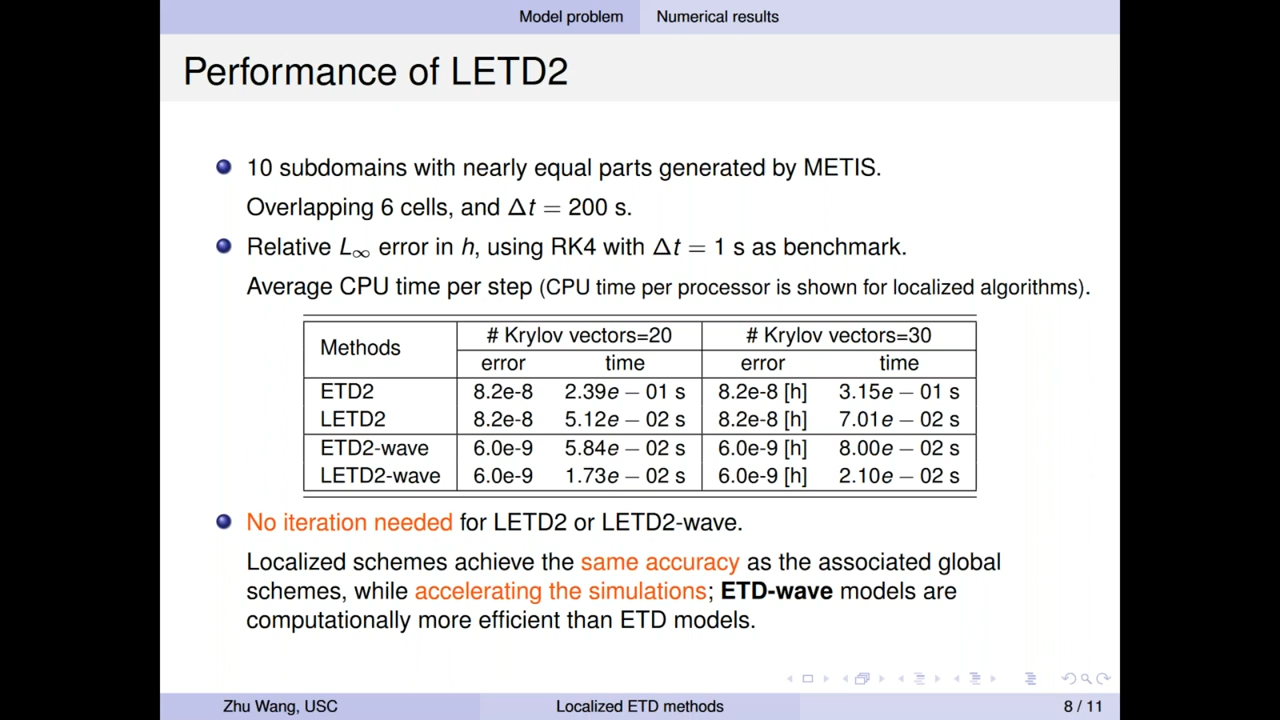 Model problem Numerical results
Performance of LETD2
10 subdomains with nearly equal parts generated by METIS.
Overlapping 6 cells, and Δt = 200 s.
Relative L∞ error in h, using RK4 with Δt = 1 s as benchmark.
Average CPU time per step (CPU time per processor is shown for localized algorithms).
Methods # Krylov vectors=20 # Krylov vectors=30
error time error time
ETD2 8.2e-8 2.39e − 01 s 8.2e-8 [h] 3.15e − 01 s
LETD2 8.2e-8 5.12e − 02 s 8.2e-8 [h] 7.01e − 02 s
ETD2-wave 6.0e-9 5.84e − 02 s 6.0e-9 [h] 8.00e − 02 s
LETD2-wave 6.0e-9 1.73e − 02 s 6.0e-9 [h] 2.10e − 02 s
No iteration needed for LETD2 or LETD2-wave.
Localized schemes achieve the same accuracy as the associated global
schemes, while accelerating the simulations; ETD-wave models are
computationally more efficient than ETD models.
Zhu Wang, USC Localized ETD methods 8 / 11